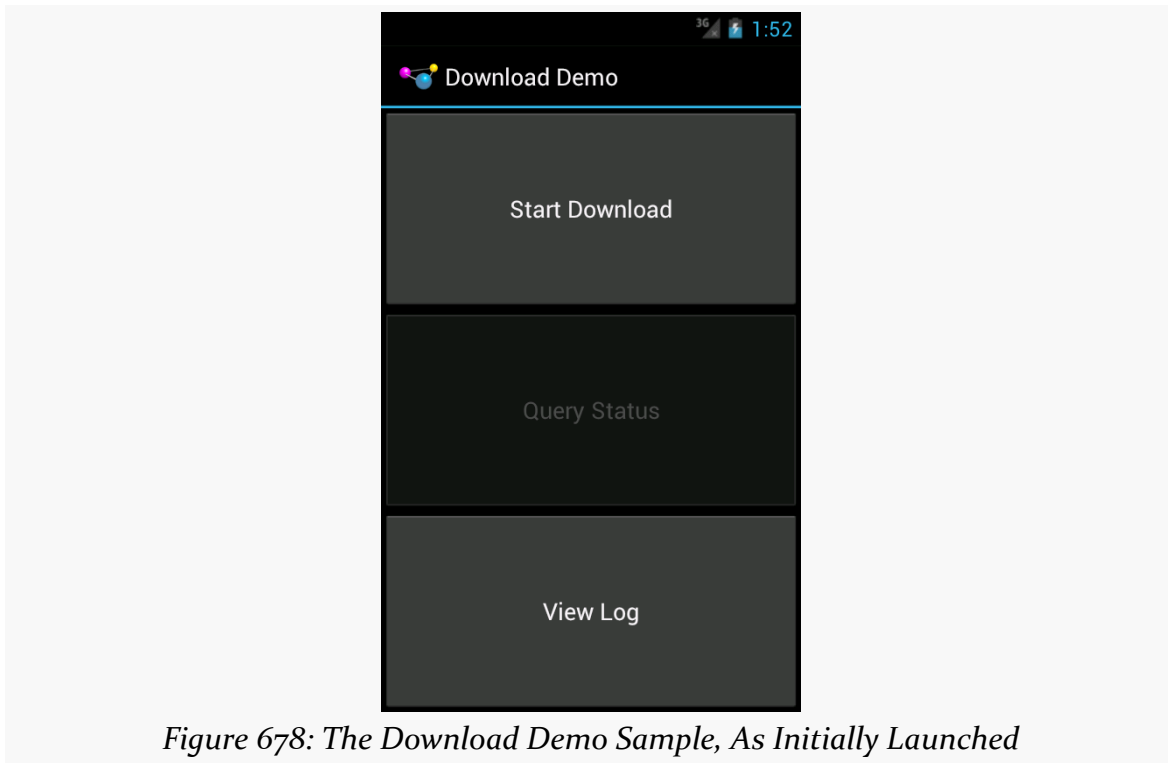 3G 1:52
Download Demo
Start Download
Query Status
View Log
Figure 678: The Download Demo Sample, As Initially Launched